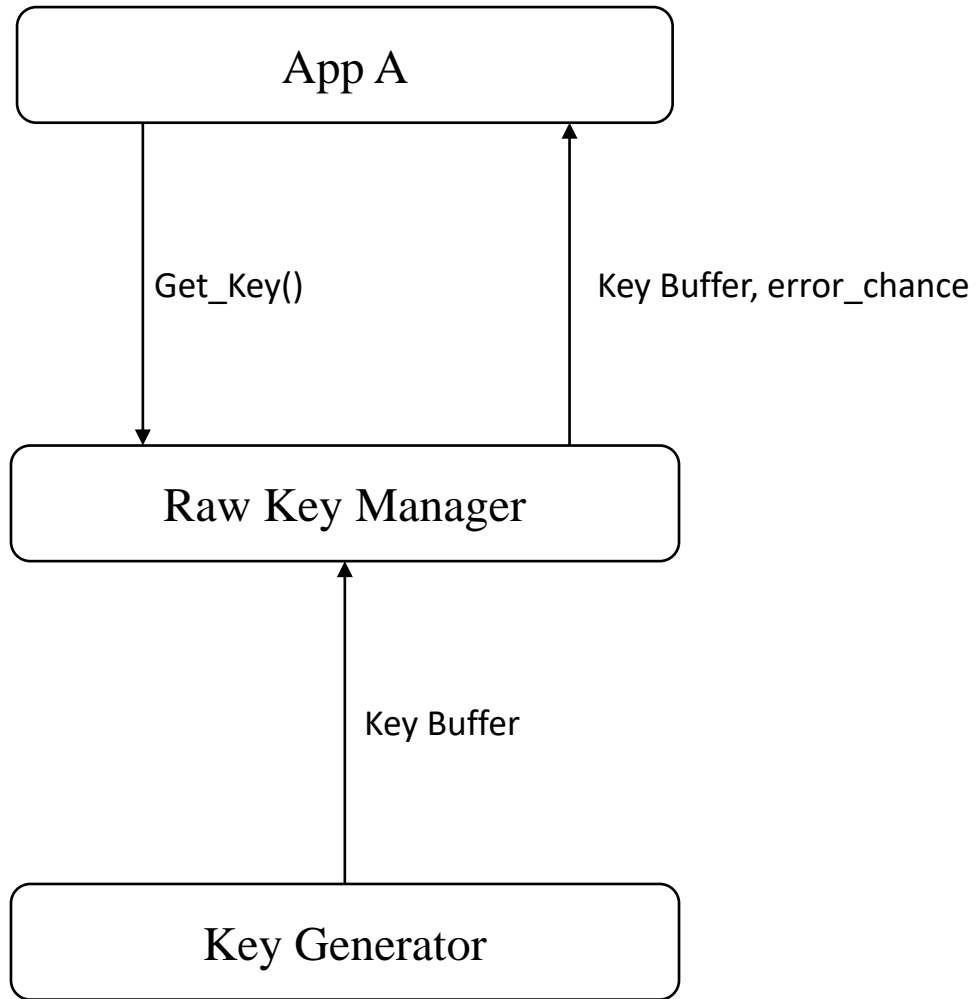 App A
Get_Key()
Key Buffer, error_chance
Raw Key Manager
Key Buffer
Key Generator